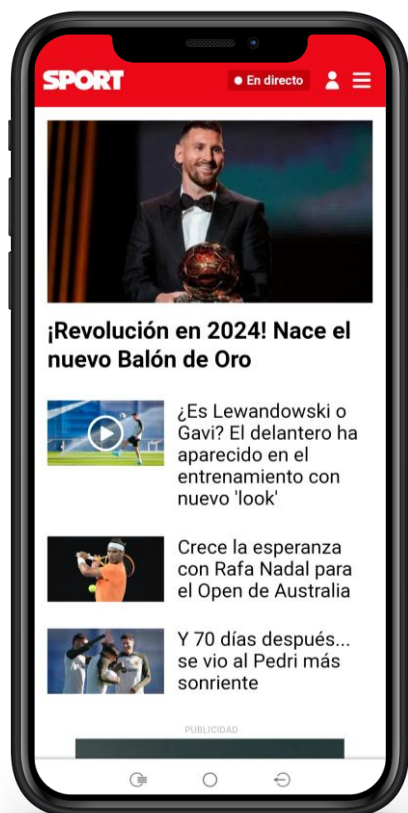 SPORT
En directo
¡Revolución en 2024! Nace el
nuevo Balón de Oro
¿Es Lewandowski o
Gavi? El delantero ha
aparecido en el
entrenamiento con
nuevo 'look'
Crece la esperanza
con Rafa Nadal para
el Open de Australia
Y 70 días después...
se vio al Pedri más
sonriente
PUBLICIDAD